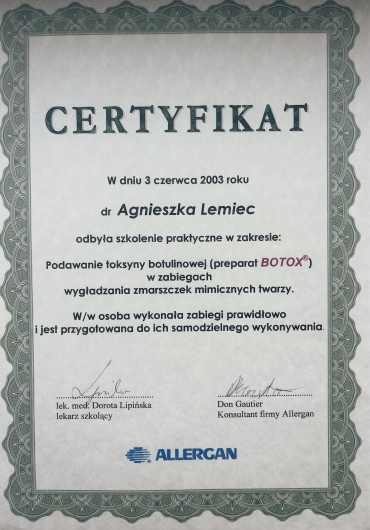 CERTYFIKAT
W dniu 3 czerwca 2003 roku
dr Agnieszka Lemiec
odbyła szkolenie praktyczne w zakresie:
Podawanie toksyny botulinowej (preparat BOTOX®)
w zabiegach
wygładzania zmarszczek mimicznych twarzy.
W/w osoba wykonała zabiegi prawidłowo
i jest przygotowana do ich samodzielnego wykonywania.
lek. med. Dorota Lipińska
lekarz szkolący
Don Gautier
Konsultant firmy Allergan
ALLERGAN